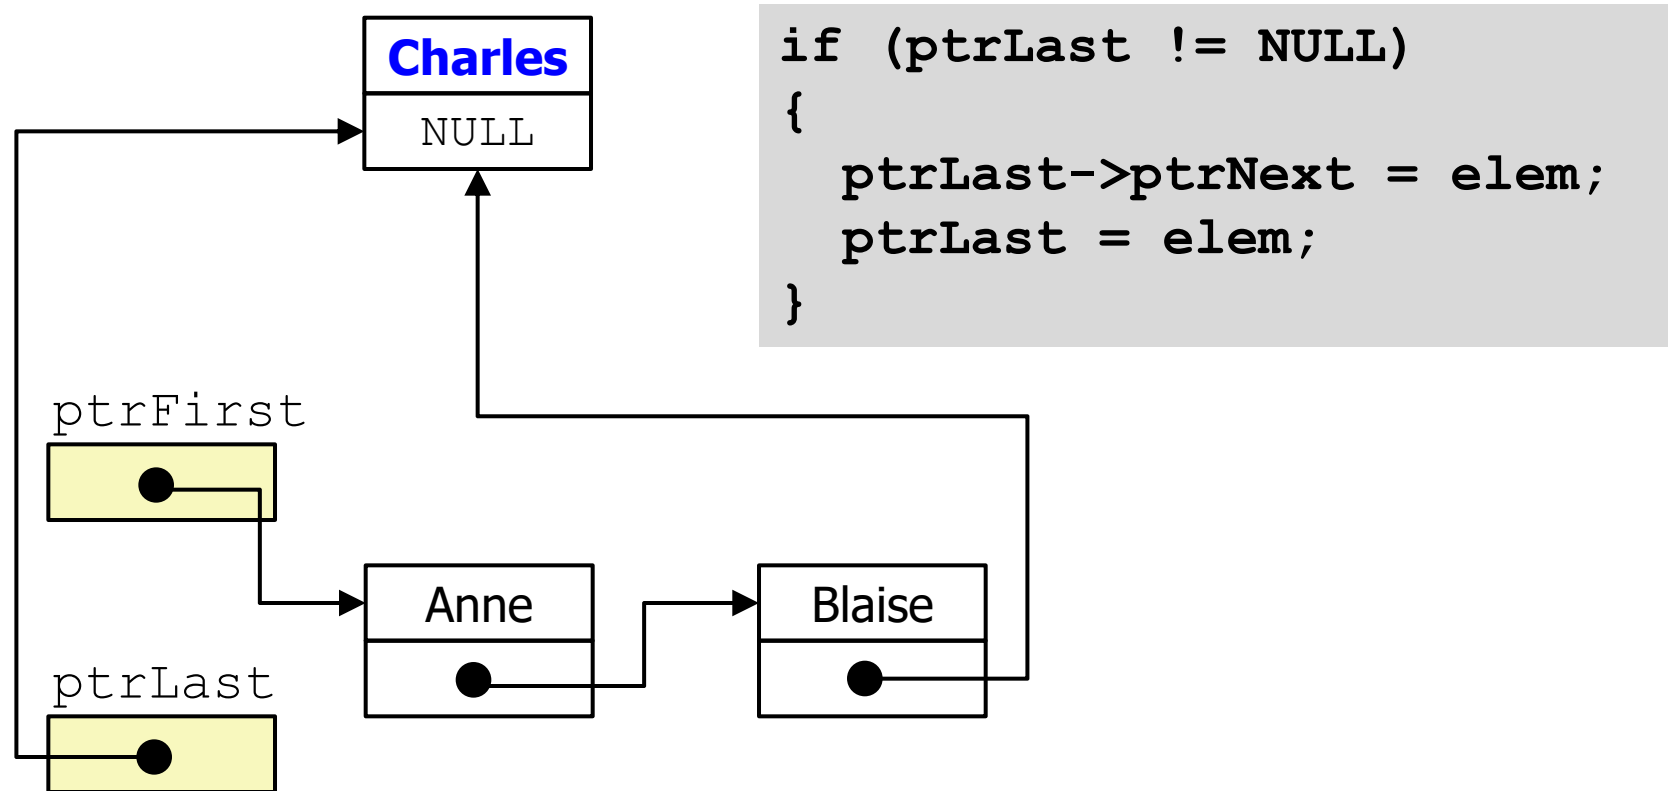 Charles
NULL
if (ptrLast != NULL)
{
  ptrLast->ptrNext = elem;
  ptrLast = elem;
}
ptrFirst
Anne
Blaise
ptrLast